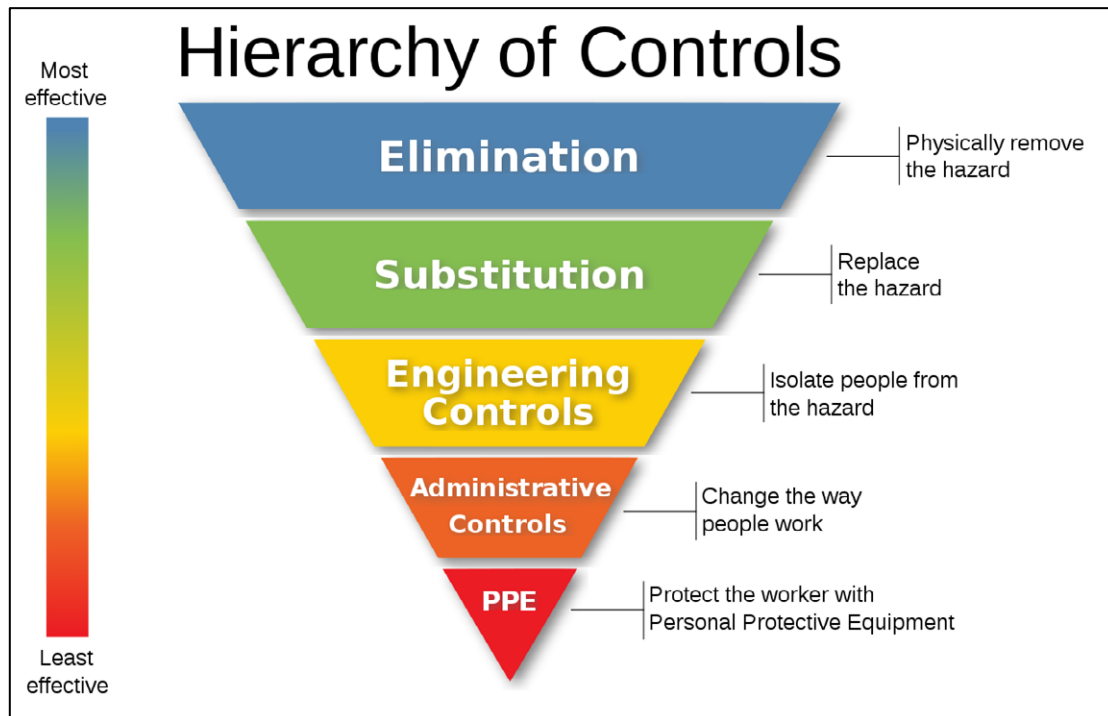 Hierarchy of Controls
Most
effective
Elimination
Physically remove
the hazard
Substitution
Replace
the hazard
Engineering
Controls
Isolate people from
the hazard
Administrative
Controls
Change the way
people work
PPE
Protect the worker with
Personal Protective Equipment
Least
effective